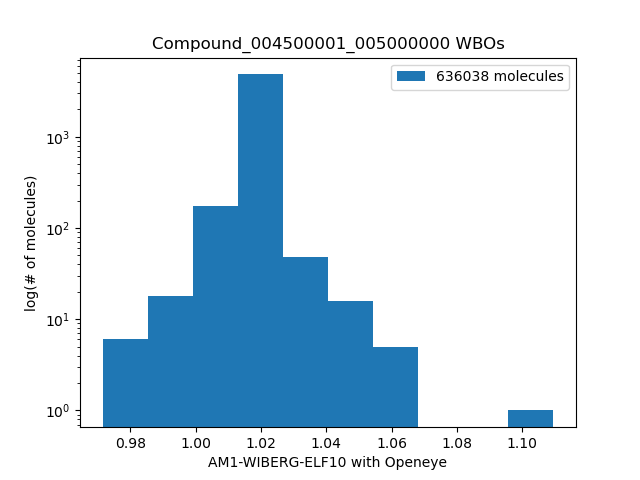 Compound_004500001_005000000 WBOs
636038 molecules
log(# of molecules)
10³
10²
10¹
10⁰
0.98 1.00 1.02 1.04 1.06 1.08 1.10
AM1-WIBERG-ELF10 with Openeye